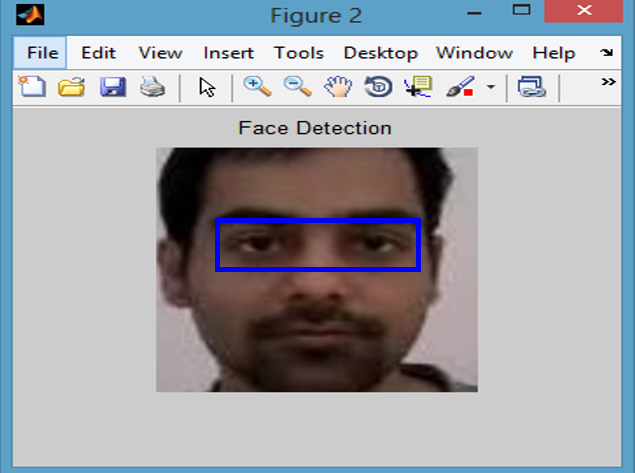 Figure 2
File Edit View Insert Tools Desktop Window Help
Face Detection